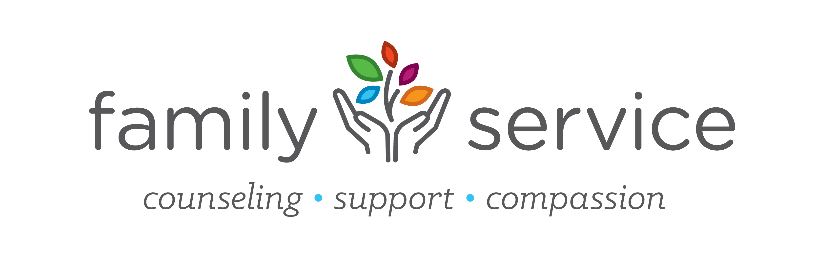 family service
counseling • support • compassion